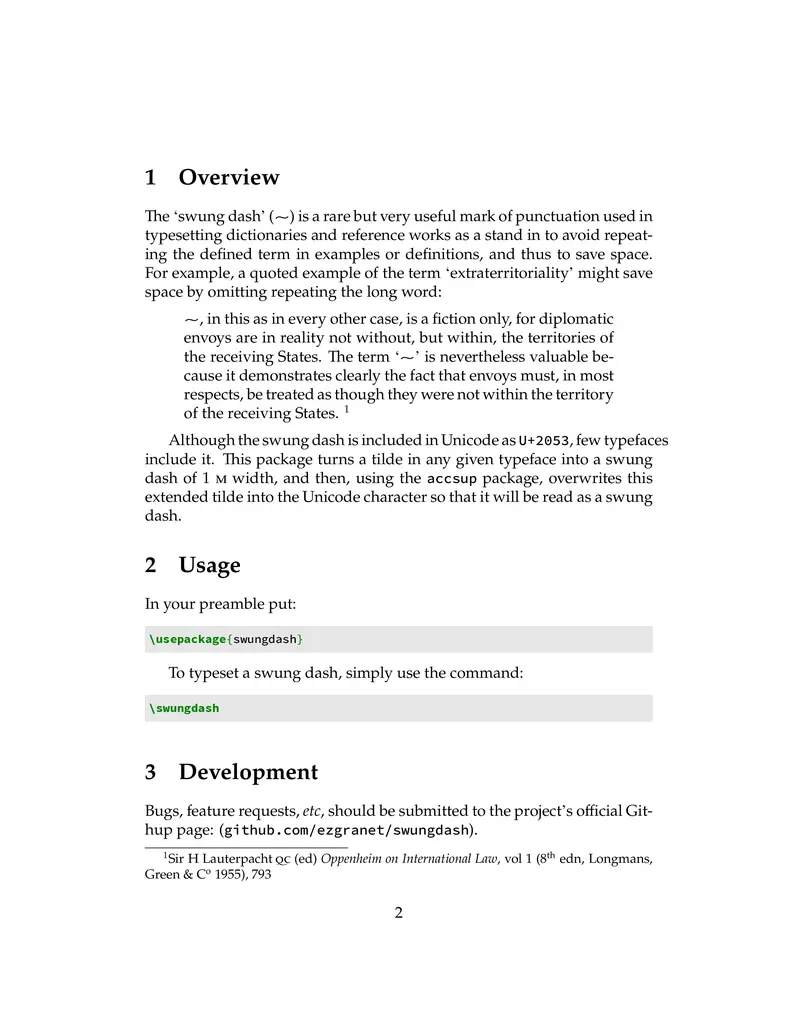 1 Overview
The ‘swung dash’ (⁓) is a rare but very useful mark of punctuation used in
typesetting dictionaries and reference works as a stand in to avoid repeat-
ing the defined term in examples or definitions, and thus to save space.
For example, a quoted example of the term ‘extraterritoriality’ might save
space by omitting repeating the long word:
⁓, in this as in every other case, is a fiction only, for diplomatic
envoys are in reality not without, but within, the territories of
the receiving States. The term ‘⁓’ is nevertheless valuable be-
cause it demonstrates clearly the fact that envoys must, in most
respects, be treated as though they were not within the territory
of the receiving States. ¹
Although the swung dash is included in Unicode as U+2053, few typefaces
include it. This package turns a tilde in any given typeface into a swung
dash of 1 ᴍ width, and then, using the accsup package, overwrites this
extended tilde into the Unicode character so that it will be read as a swung
dash.
2 Usage
In your preamble put:
\usepackage{swungdash}
To typeset a swung dash, simply use the command:
\swungdash
3 Development
Bugs, feature requests, etc, should be submitted to the project’s official Git-
hup page: (github.com/ezgranet/swungdash).
¹Sir H Lauterpacht QC (ed) Oppenheim on International Law, vol 1 (8th edn, Longmans,
Green & Cº 1955), 793
2